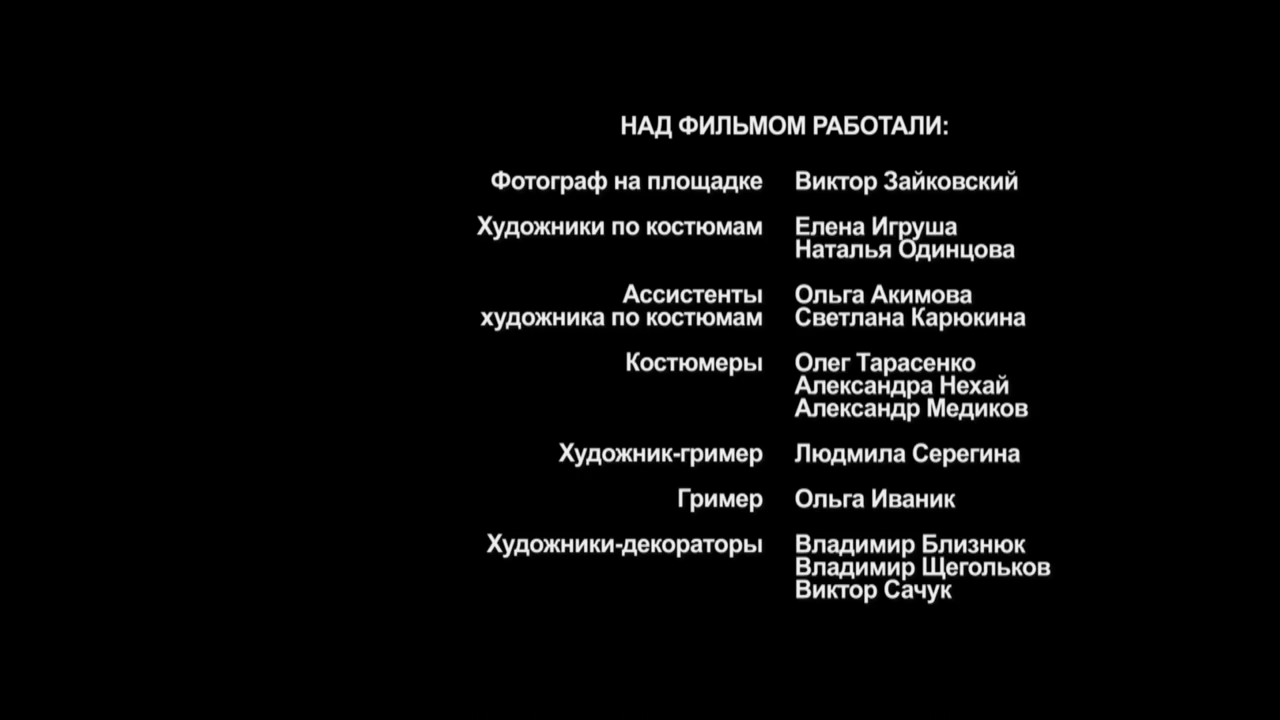 НАД ФИЛЬМОМ РАБОТАЛИ:
Фотограф на площадке Виктор Зайковский
Художники по костюмам Елена Игруша
Наталья Одинцова
Ассистенты Ольга Акимова
художника по костюмам Светлана Карюкина
Костюмеры Олег Тарасенко
Александра Нехай
Александр Медиков
Художник-гример Людмила Серегина
Гример Ольга Иваник
Художники-декораторы Владимир Близнюк
Владимир Щегольков
Виктор Сачук